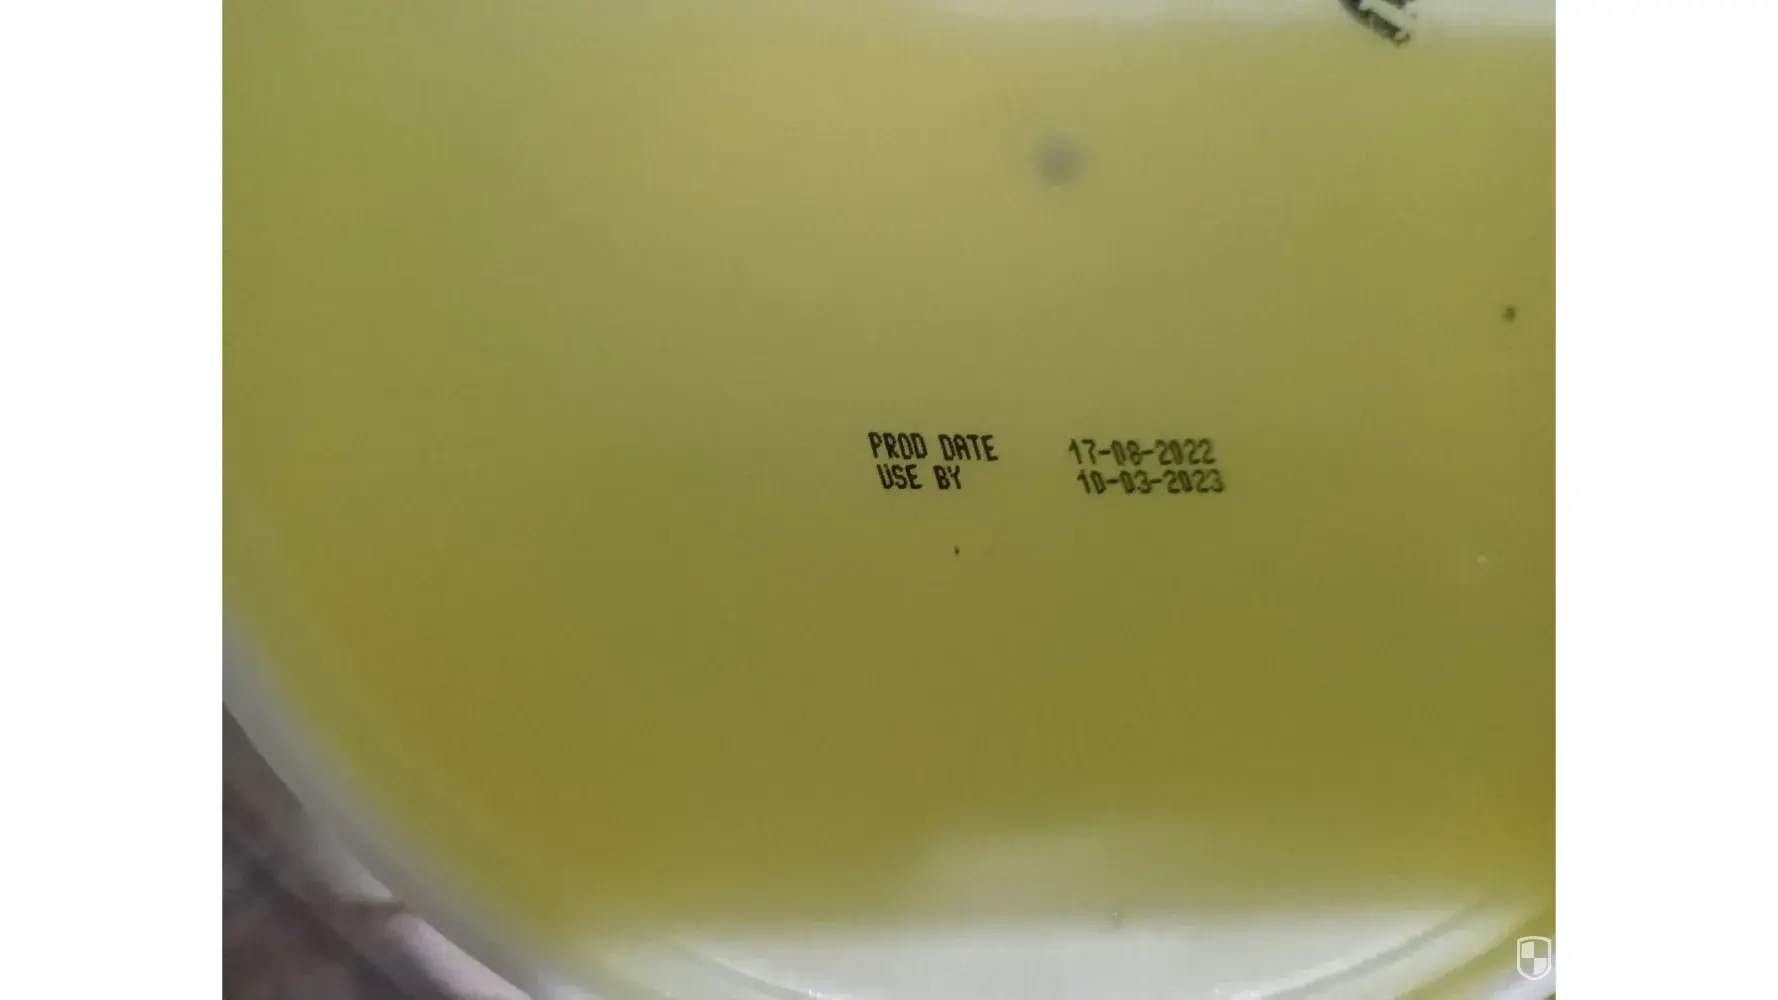 PROD DATE 17-08-2022
USE BY 10-03-2023